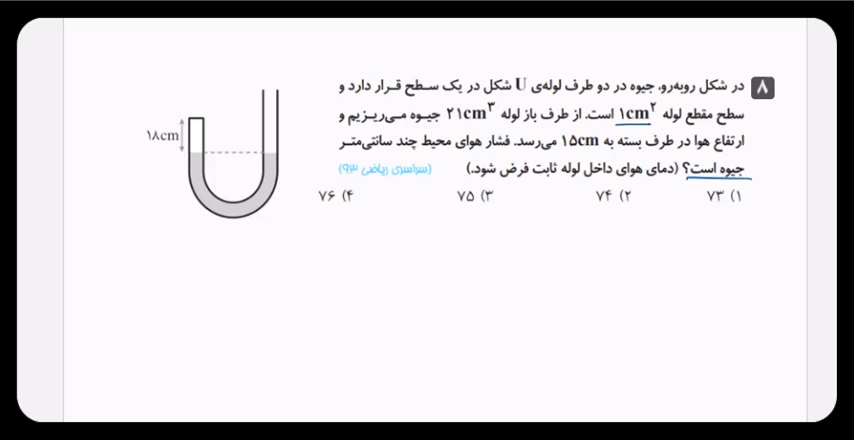 ۸ در شکل روبه‌رو، جیوه در دو طرف لوله‌ی U شکل در یک سطح قرار دارد و
سطح مقطع لوله ۱cm² است. از طرف باز لوله ۲۱cm³ جیوه می‌ریزیم و
ارتفاع هوا در طرف بسته به ۱۵cm می‌رسد. فشار هوای محیط چند سانتی‌متر
جیوه است؟ (دمای هوای داخل لوله ثابت فرض شود.) (سراسری ریاضی ۹۳)
۱) ۷۳ ۲) ۷۴ ۳) ۷۵ ۴) ۷۶
۱۸cm